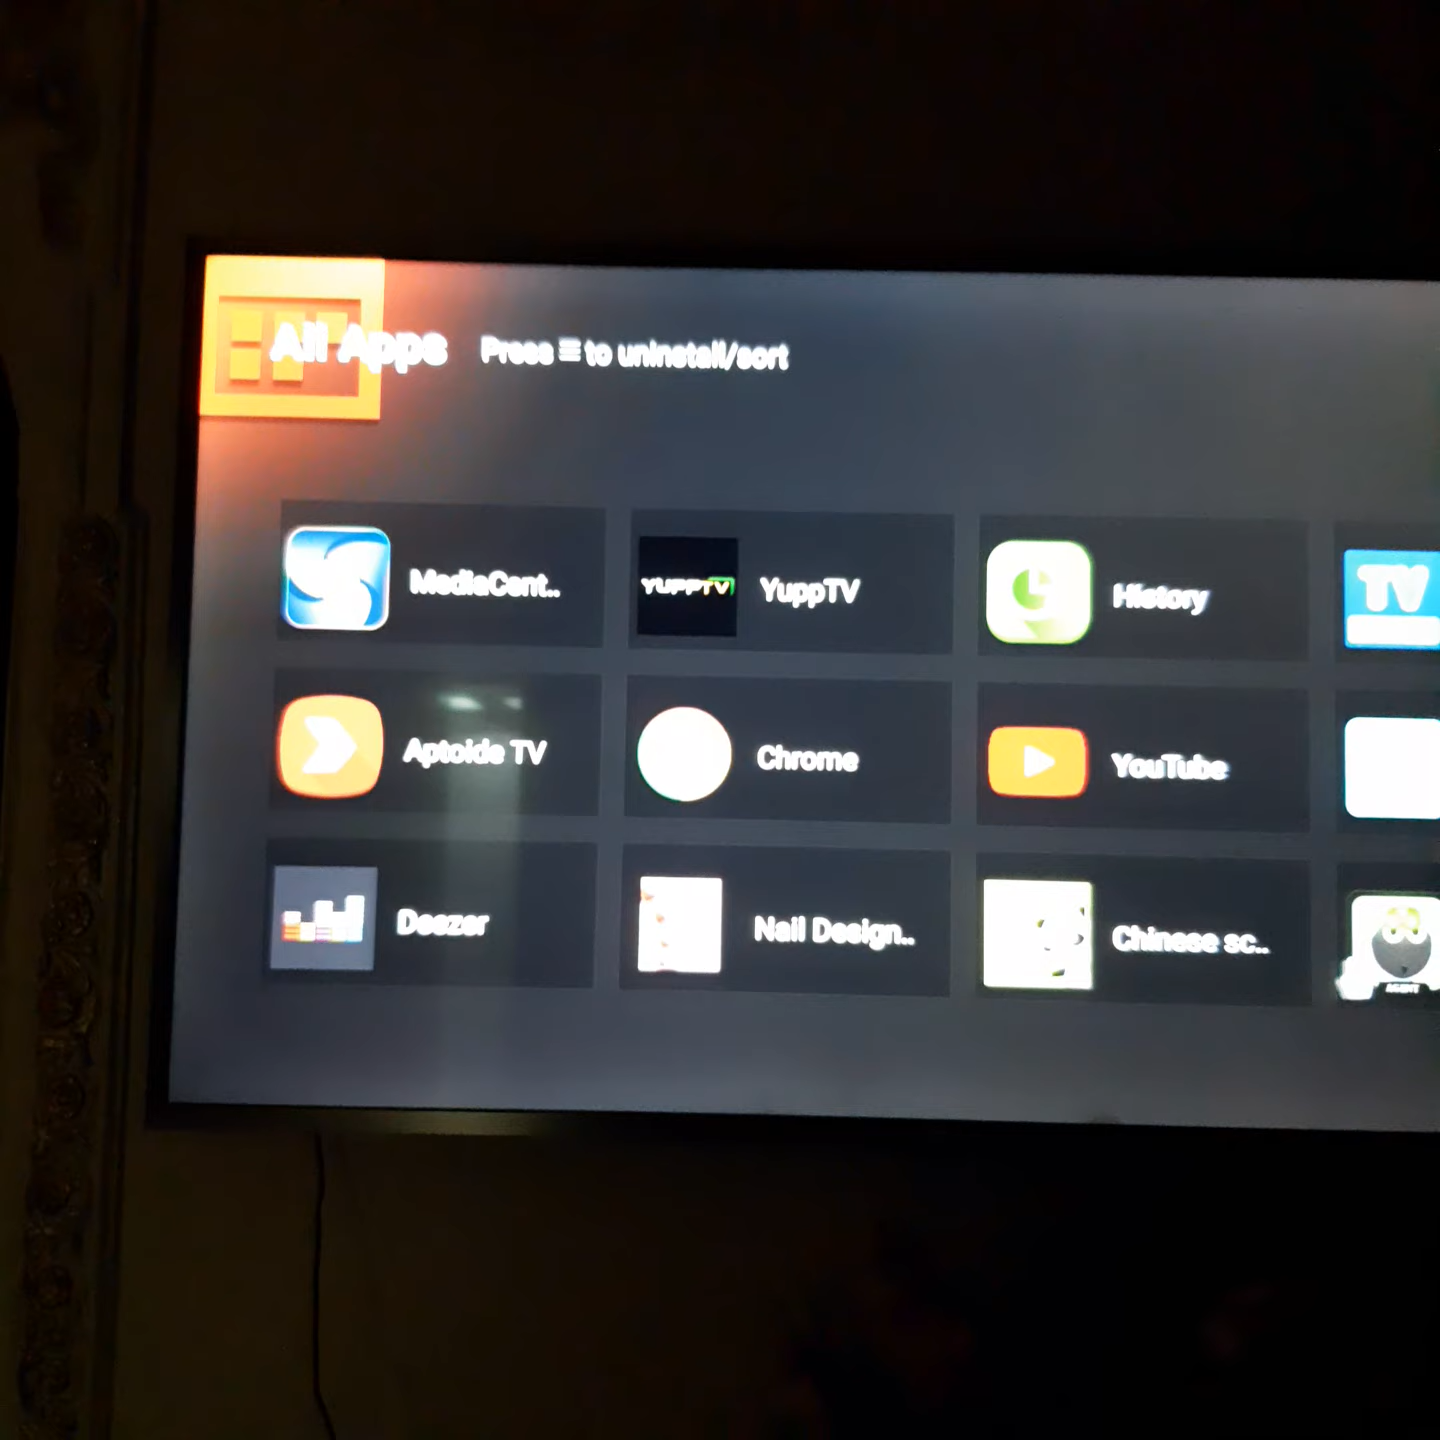 All Apps Press ≡ to uninstall/sort
MediaCent..
YUPPTV
YuppTV
History
TV
Aptoide TV
Chrome
YouTube
Deezer
Nail Design..
Chinese sc..
AGENT